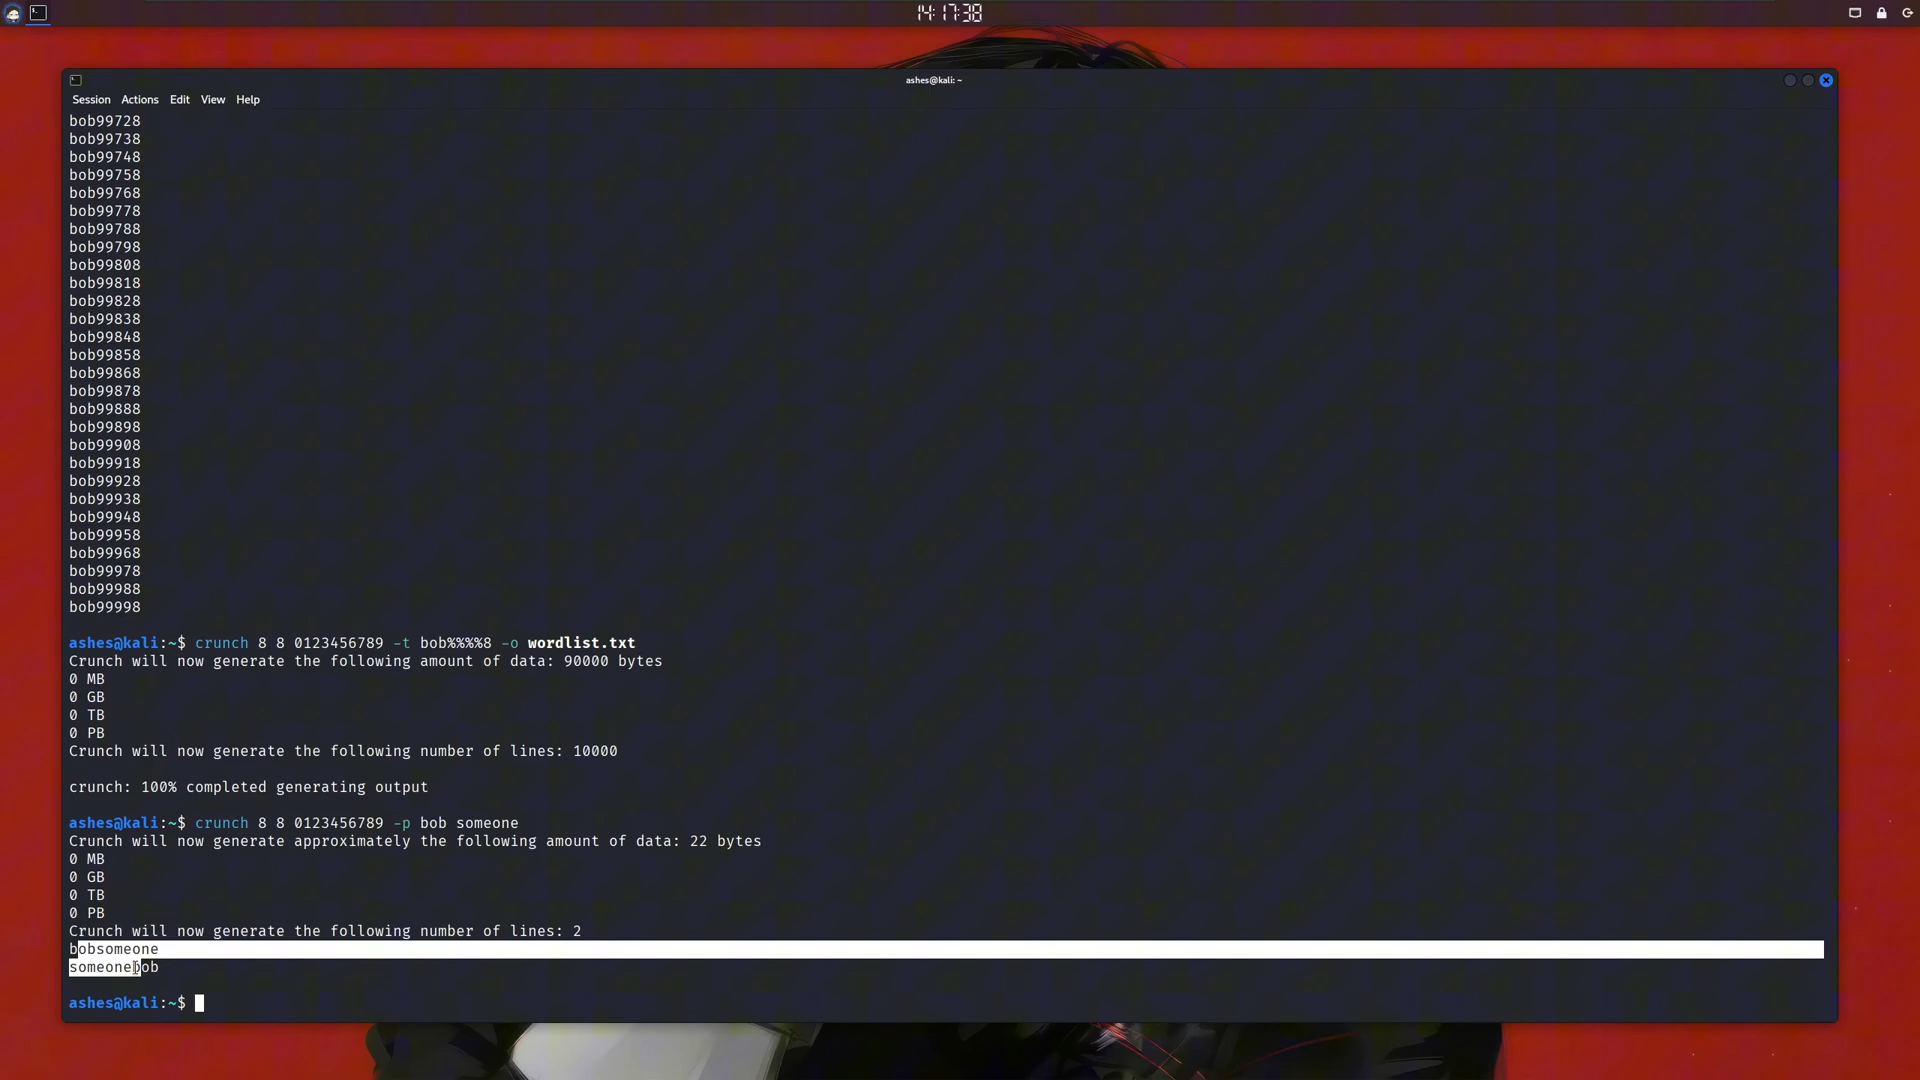 14:17:38
ashes@kali: ~
Session Actions Edit View Help
bob99728
bob99738
bob99748
bob99758
bob99768
bob99778
bob99788
bob99798
bob99808
bob99818
bob99828
bob99838
bob99848
bob99858
bob99868
bob99878
bob99888
bob99898
bob99908
bob99918
bob99928
bob99938
bob99948
bob99958
bob99968
bob99978
bob99988
bob99998
ashes@kali:~$ crunch 8 8 0123456789 -t bob%%%%8 -o wordlist.txt
Crunch will now generate the following amount of data: 90000 bytes
0 MB
0 GB
0 TB
0 PB
Crunch will now generate the following number of lines: 10000
crunch: 100% completed generating output
ashes@kali:~$ crunch 8 8 0123456789 -p bob someone
Crunch will now generate approximately the following amount of data: 22 bytes
0 MB
0 GB
0 TB
0 PB
Crunch will now generate the following number of lines: 2
bobsomeone
someonebob
ashes@kali:~$